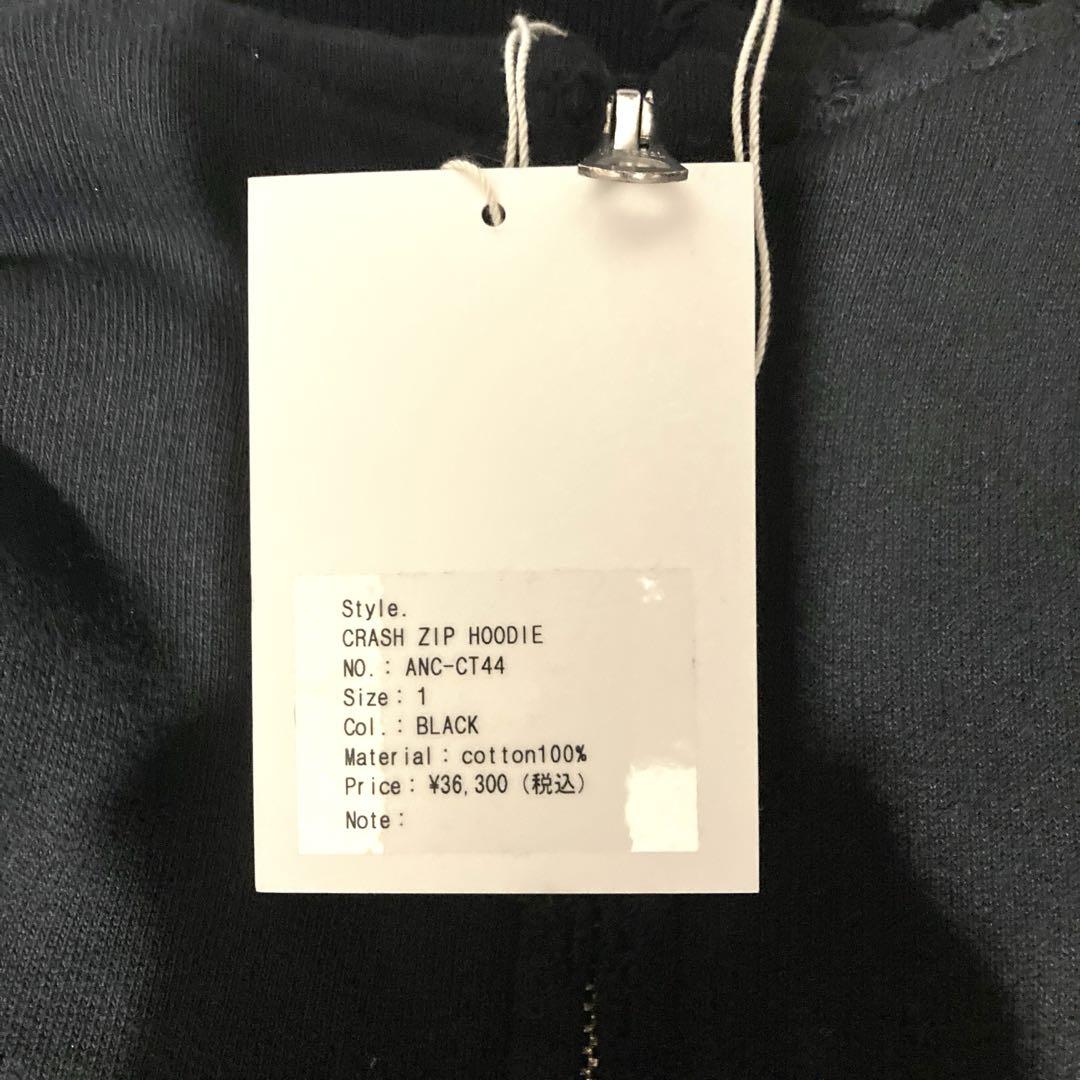 Style.
CRASH ZIP HOODIE
NO.: ANC-CT44
Size: 1
Col.: BLACK
Material: cotton100%
Price: ¥36,300 (税込)
Note: